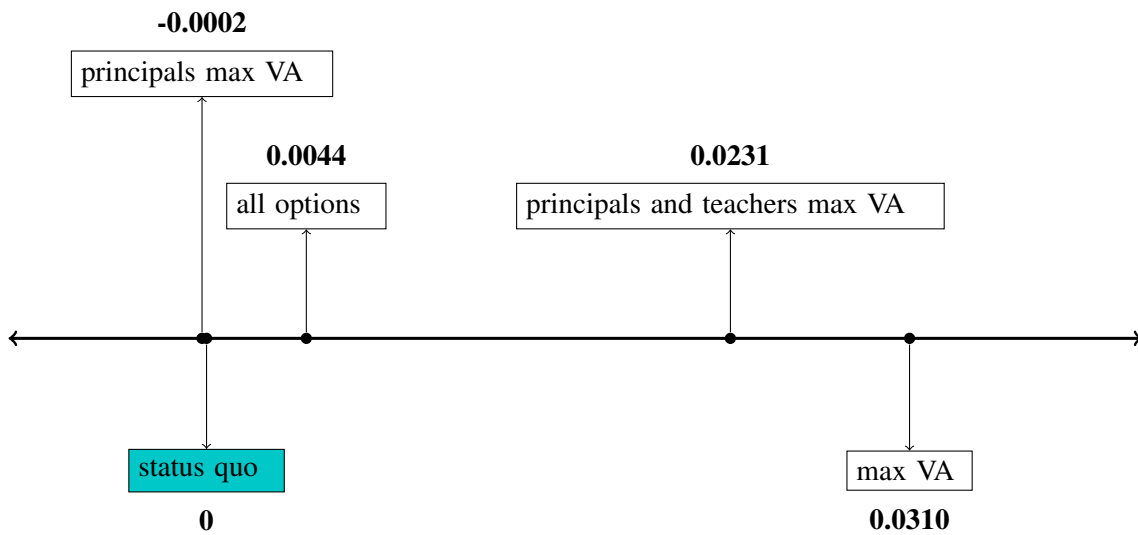 -0.0002
principals max VA
0.0044
all options
0.0231
principals and teachers max VA
status quo
0
max VA
0.0310